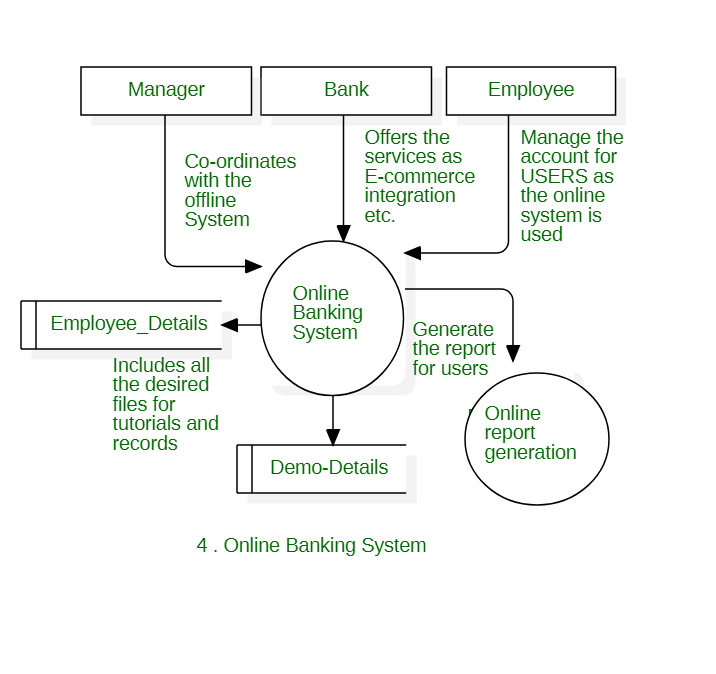 Manager
Bank
Employee
Co-ordinates
with the
offline
System
Offers the
services as
E-commerce
integration
etc.
Manage the
account for
USERS as
the online
system is
used
Online
Banking
System
Employee_Details
Includes all
the desired
files for
tutorials and
records
Generate
the report
for users
Online
report
generation
Demo-Details
4 . Online Banking System